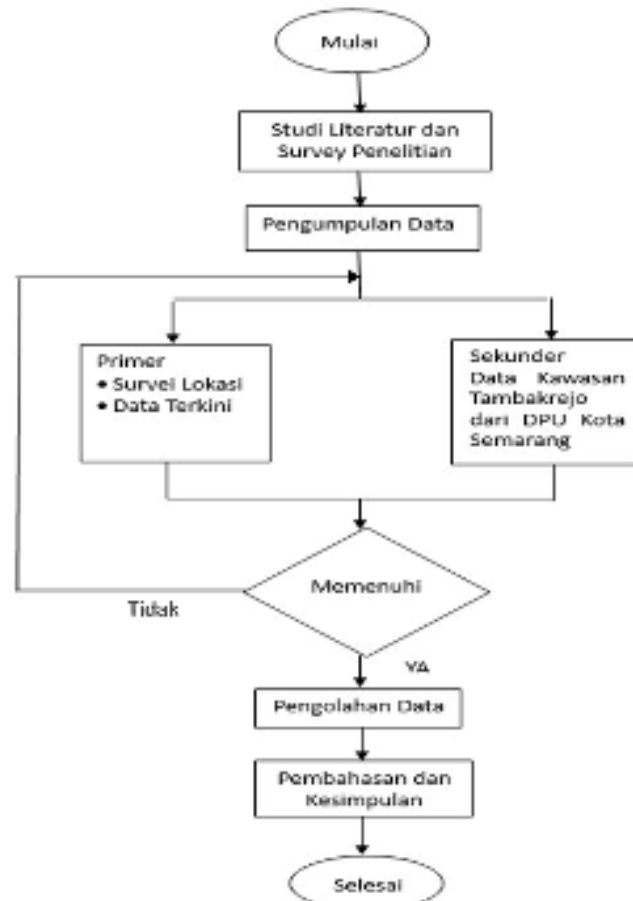 Mulai
Studi Literatur dan
Survey Penelitian
Pengumpulan Data
Primer
• Survei Lokasi
• Data Terkini
Sekunder
Data Kawasan
Tambakrejo
dari DPU Kota
Semarang
Memenuhi
Tidak
YA
Pengolahan Data
Pembahasan dan
Kesimpulan
Selesai